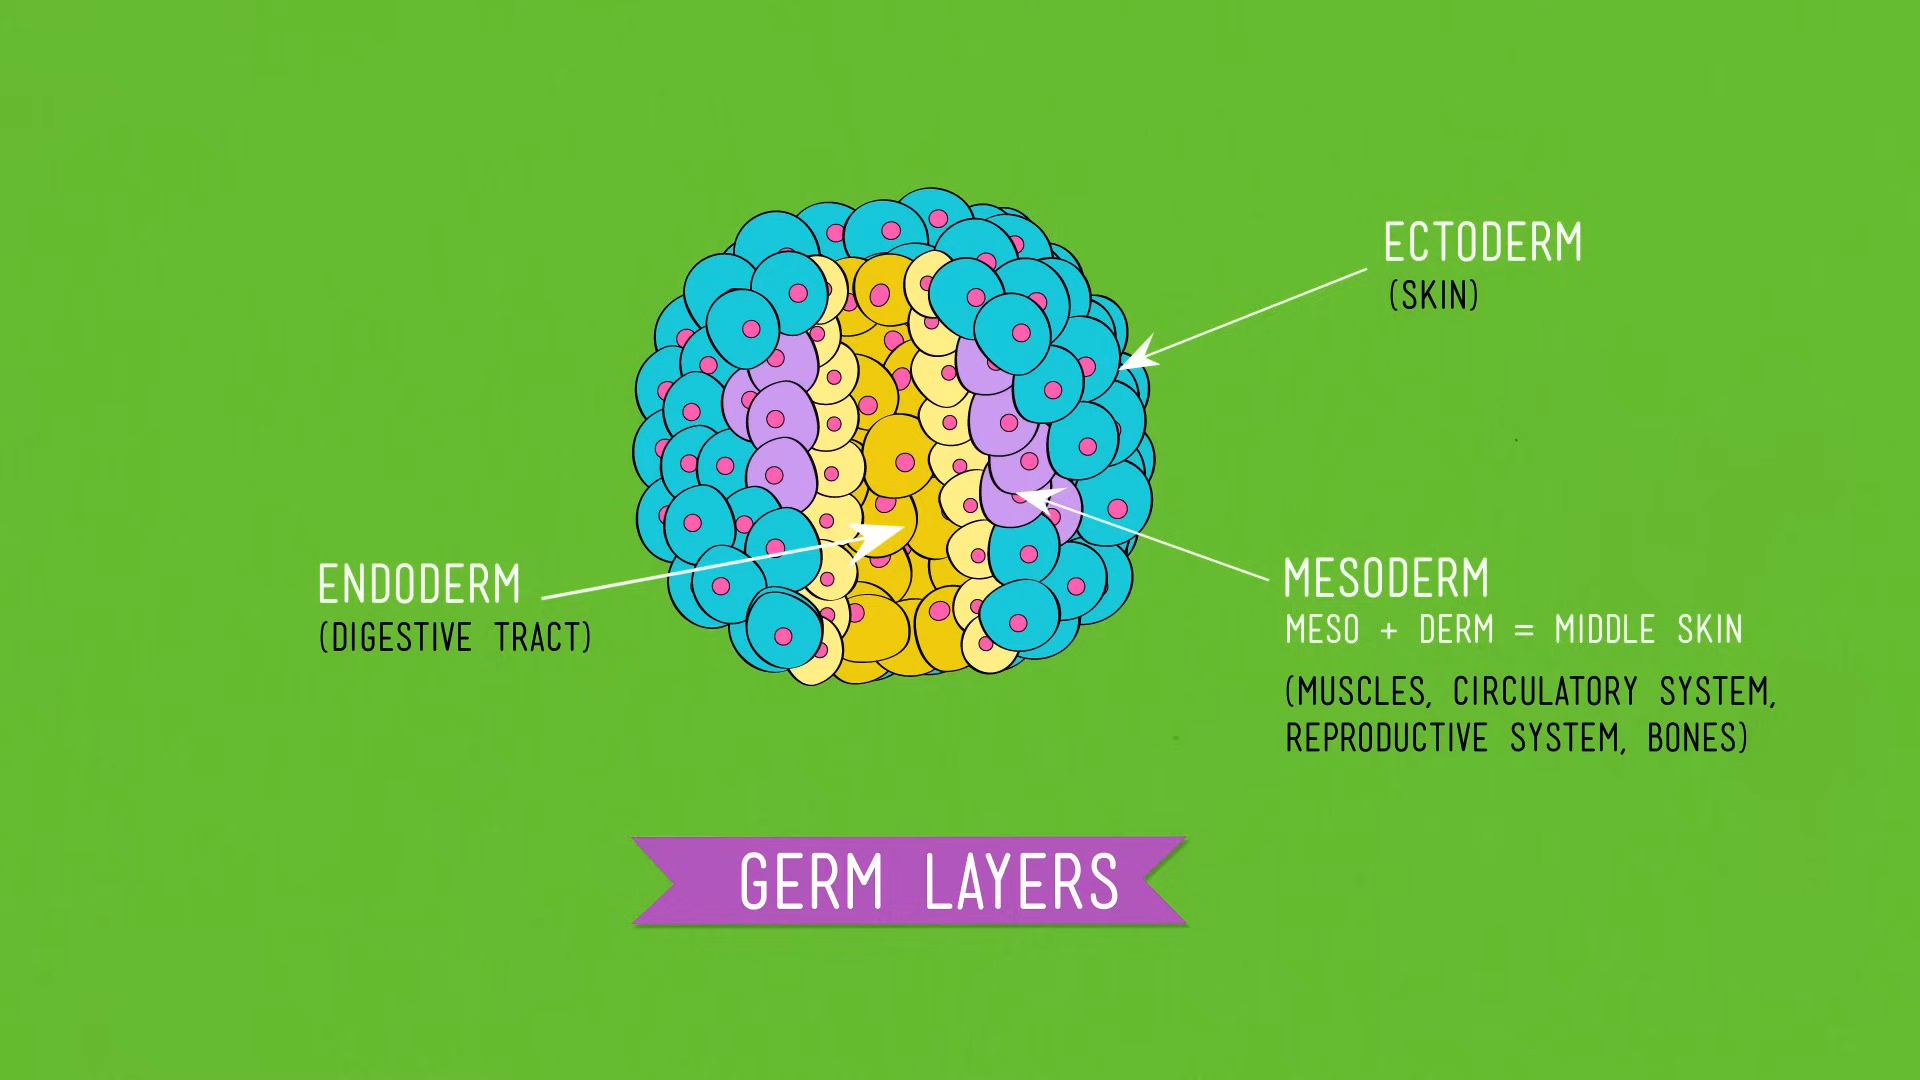 ECTODERM
(SKIN)
ENDODERM
(DIGESTIVE TRACT)
MESODERM
MESO + DERM = MIDDLE SKIN
(MUSCLES, CIRCULATORY SYSTEM,
REPRODUCTIVE SYSTEM, BONES)
GERM LAYERS